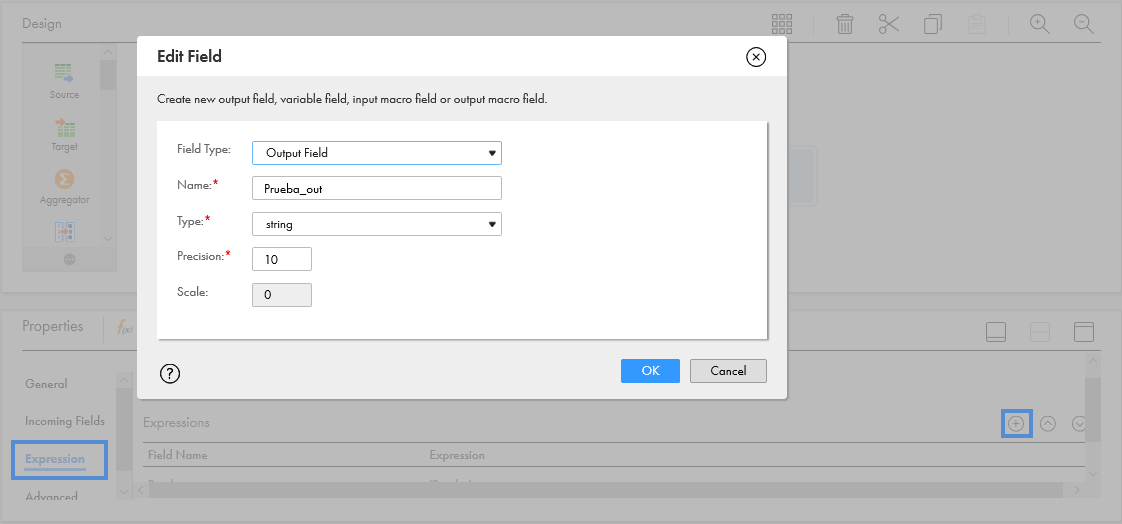 Design
Source
Target
Aggregator
Edit Field
Create new output field, variable field, input macro field or output macro field.
Field Type: Output Field
Name:* Prueba_out
Type:* string
Precision:* 10
Scale: 0
? OK Cancel
Properties f(x)
General
Incoming Fields
Expression
Advanced
Expressions
Field Name Expression